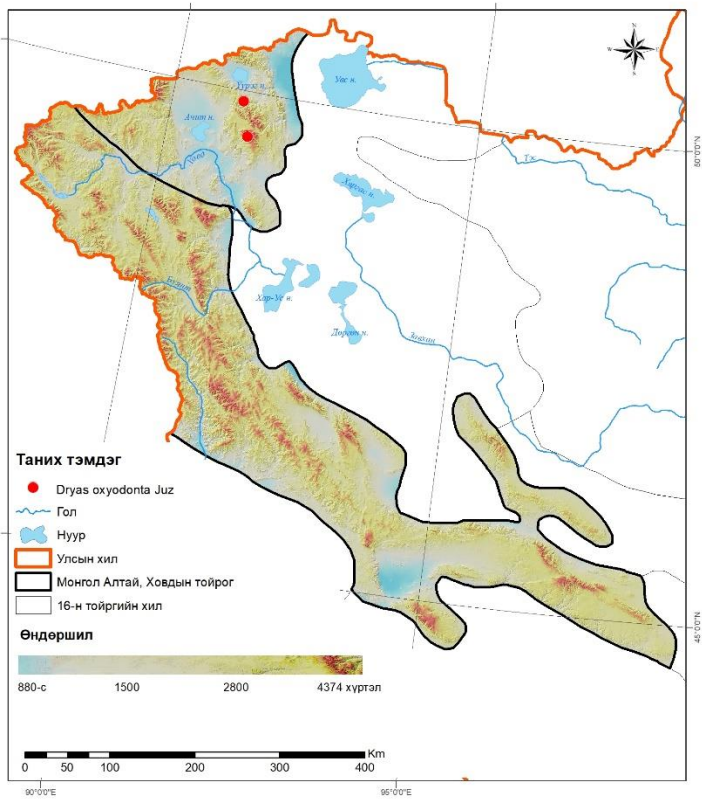 N
W E
S
Увс н.
Үүрэг н.
Ачит н.
Ховд
Хяргас н.
Тэс
Хар-Ус н.
Дөргөн н.
Завхан
Буянт
50°0'0"N
45°0'0"N
Таних тэмдэг
Dryas oxyodonta Juz
Гол
Нуур
Улсын хил
Монгол Алтай, Ховдын тойрог
16-н тойргийн хил
Өндөршил
880-с 1500 2800 4374 хүртэл
Km
0 50 100 200 300 400
90°0'0"E 95°0'0"E